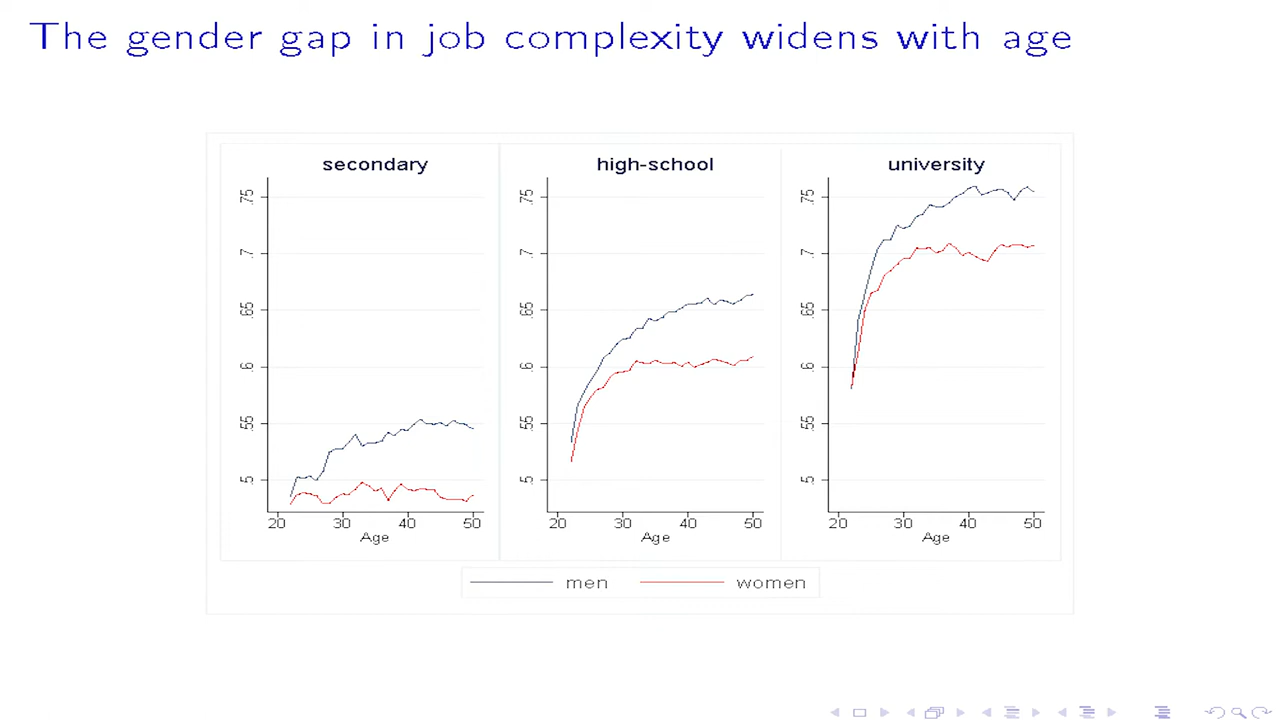 The gender gap in job complexity widens with age
secondary
high-school
university
.75
.7
.65
.6
.55
.5
20 30 40 50
Age
.75
.7
.65
.6
.55
.5
20 30 40 50
Age
.75
.7
.65
.6
.55
.5
20 30 40 50
Age
men
women